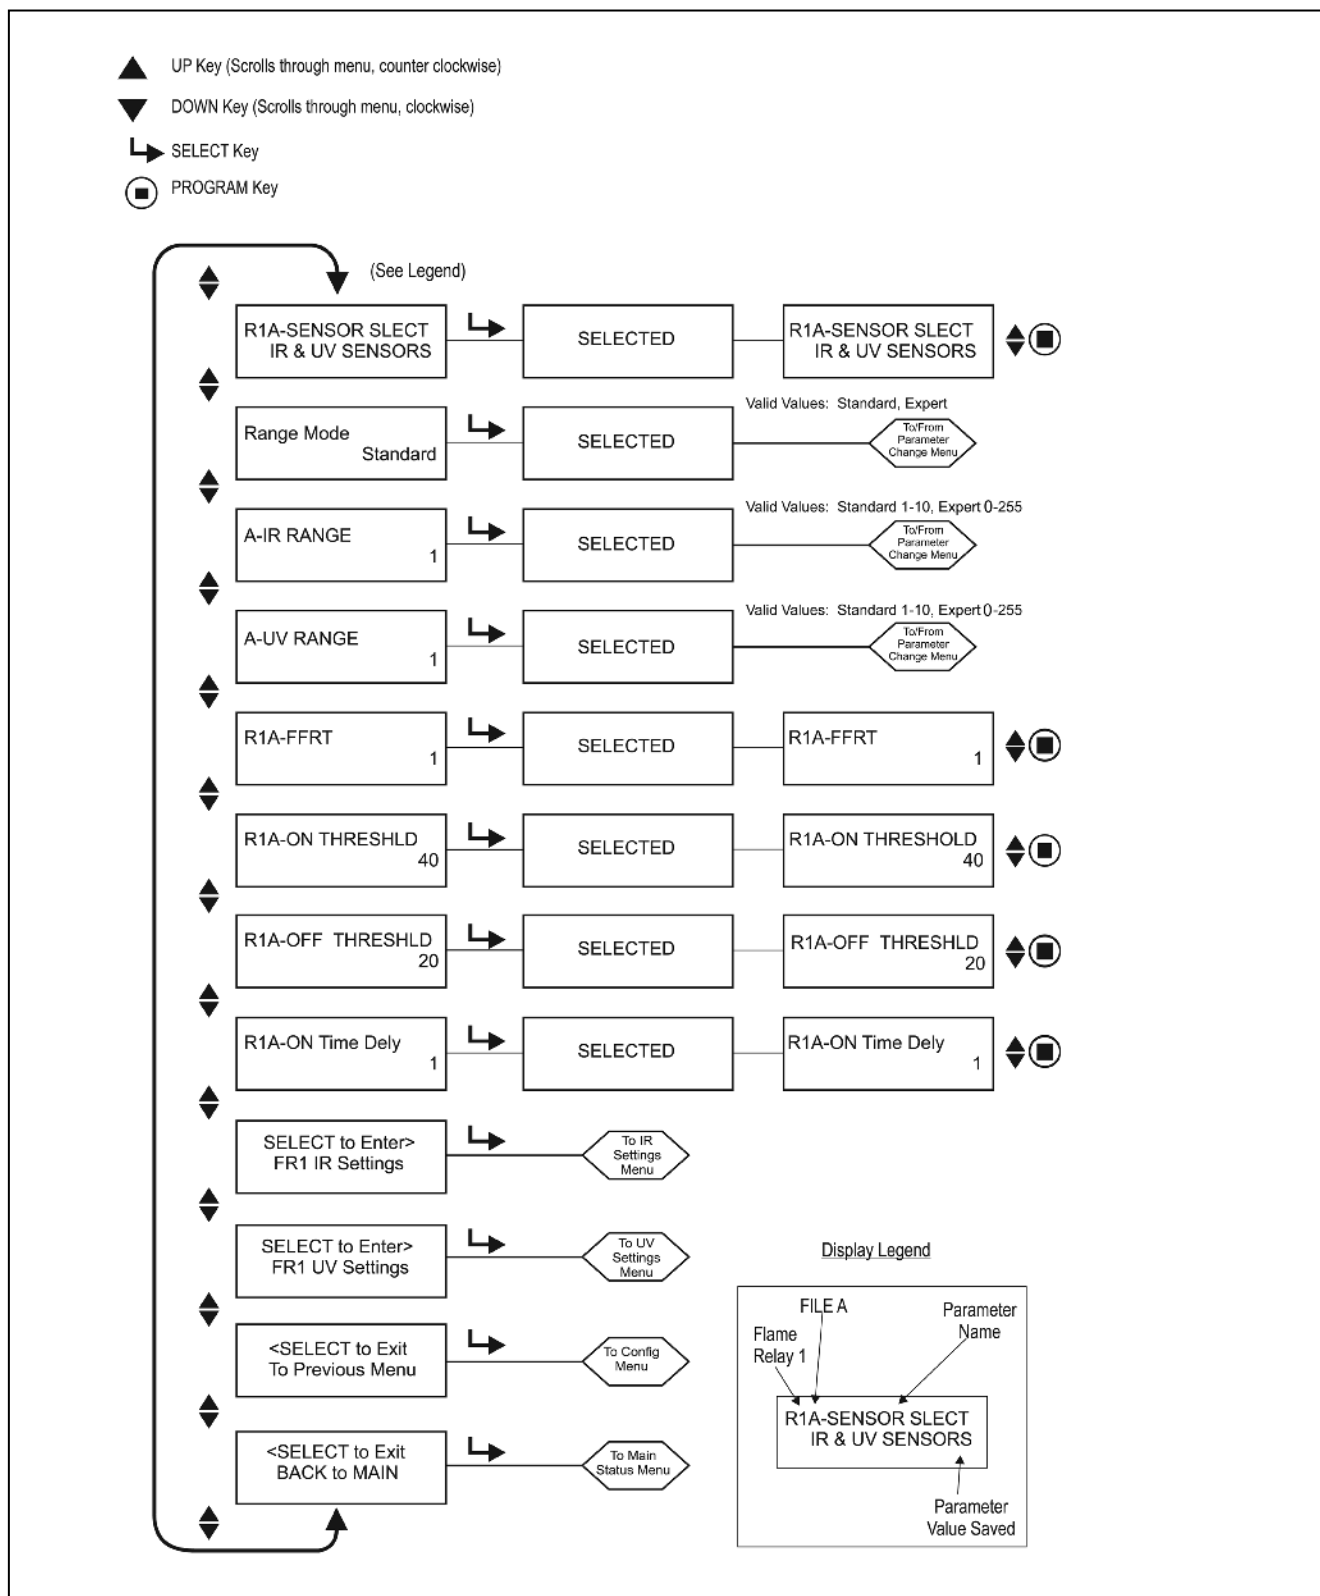 UP Key (Scrolls through menu, counter clockwise)
DOWN Key (Scrolls through menu, clockwise)
SELECT Key
PROGRAM Key
(See Legend)
R1A-SENSOR SLECT
IR & UV SENSORS
SELECTED
R1A-SENSOR SLECT
IR & UV SENSORS
Range Mode
Standard
SELECTED
Valid Values: Standard, Expert
To/From
Parameter
Change Menu
A-IR RANGE
1
SELECTED
Valid Values: Standard 1-10, Expert 0-255
To/From
Parameter
Change Menu
A-UV RANGE
1
SELECTED
Valid Values: Standard 1-10, Expert 0-255
To/From
Parameter
Change Menu
R1A-FFRT
1
SELECTED
R1A-FFRT
1
R1A-ON THRESHLD
40
SELECTED
R1A-ON THRESHOLD
40
R1A-OFF THRESHLD
20
SELECTED
R1A-OFF THRESHLD
20
R1A-ON Time Dely
1
SELECTED
R1A-ON Time Dely
1
SELECT to Enter>
FR1 IR Settings
To IR
Settings
Menu
SELECT to Enter>
FR1 UV Settings
To UV
Settings
Menu
<SELECT to Exit
To Previous Menu
To Config
Menu
<SELECT to Exit
BACK to MAIN
To Main
Status Menu
Display Legend
FILE A
Parameter
Name
Flame
Relay 1
R1A-SENSOR SLECT
IR & UV SENSORS
Parameter
Value Saved